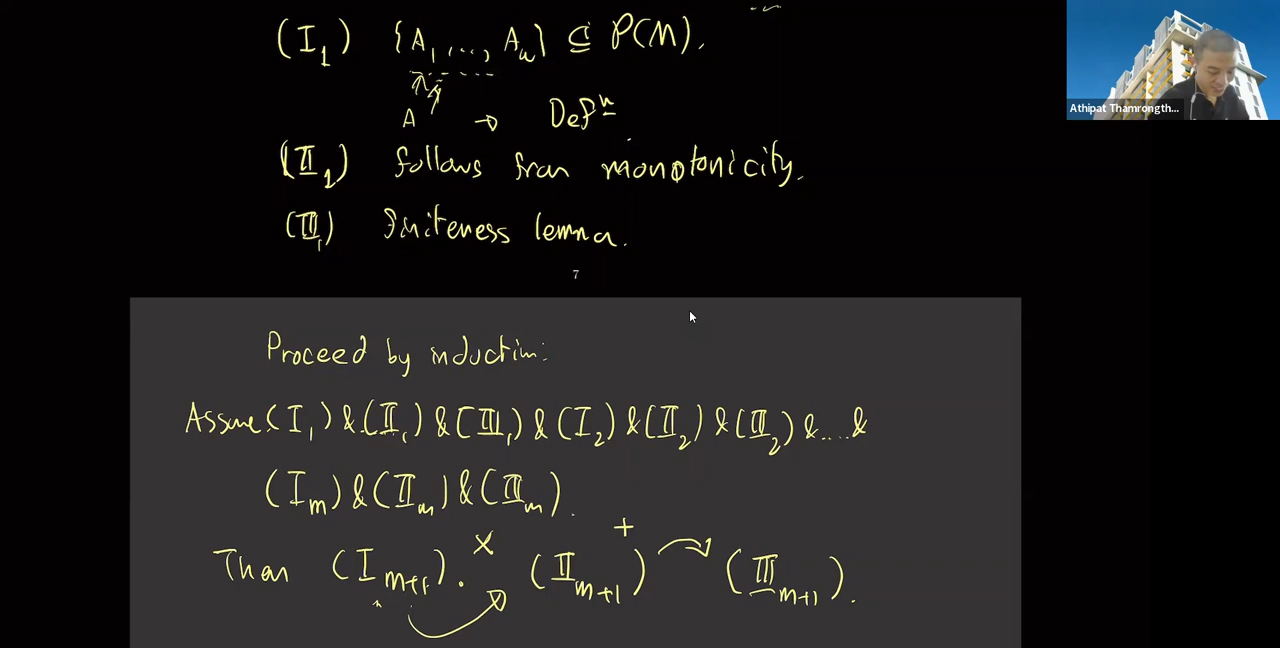 (I₁) {A₁,..., Aₙ} ⊆ P(M).
A → Defⁿ
(II₁) follows from monotonicity.
(III₁) Finiteness lemma.
7
Proceed by induction:
Assume (I₁) & (II₁) & (III₁) & (I₂) & (II₂) & (III₂) &....&
(Iₘ) & (IIₘ) & (IIIₘ).
Then (Iₘ₊₁). x (IIₘ₊₁) + (IIIₘ₊₁).
Athipat Thamrongth...